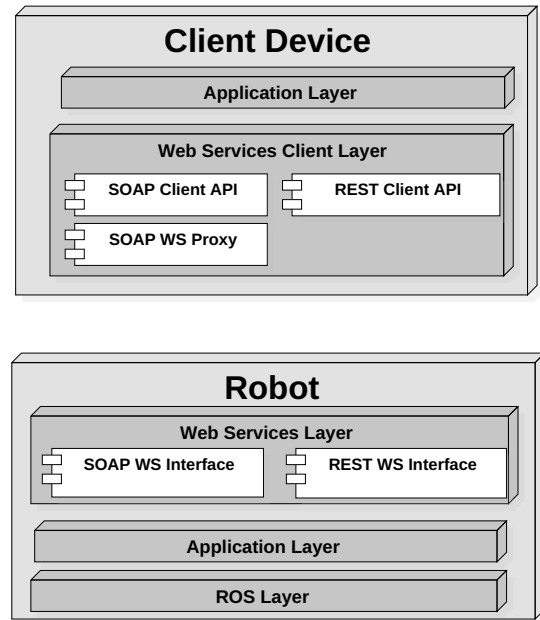 Client Device
Application Layer
Web Services Client Layer
SOAP Client API
REST Client API
SOAP WS Proxy
Robot
Web Services Layer
SOAP WS Interface
REST WS Interface
Application Layer
ROS Layer